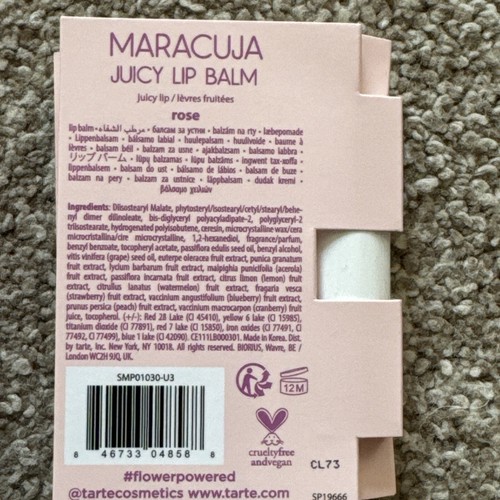 MARACUJA
JUICY LIP BALM
juicy lip / lèvres fruitées
rose
lip balm • مرطب الشفاه • балсам за устни • balzám na rty • læbepomade
• Lippenbalsam • bálsamo labial • huulepalsam • huulivoide • baume à
lèvres • balsam bél • balzam za usne • ajakbalzsam • balsamo labbra
リップ バーム • lūpų balzamas • lūpu balzāms • ingwent tax-xoffa
lippenbalsem • balsam do ust • bálsamo de lábios • balsam de buze
balzam na pery • balzam za ustnice • läppbalsam • dudak kremi
βάλσαμο χειλιών
Ingredients: Diisostearyl Malate, phytosteryl/isostearyl/cetyl/stearyl/behe-
nyl dimer dilinoleate, bis-diglyceryl polyacyladipate-2, polyglyceryl-2
triisostearate, hydrogenated polyisobutene, ceresin, microcrystalline wax/cera
microcristallina/cire microcrystalline, 1,2-hexanediol, fragrance/parfum,
benzyl benzoate, tocopheryl acetate, passiflora edulis seed oil, benzyl alcohol,
vitis vinifera (grape) seed oil, euterpe oleracea fruit extract, punica granatum
fruit extract, lycium barbarum fruit extract, malpighia punicifolia (acerola)
fruit extract, passiflora incarnata fruit extract, citrus limon (lemon) fruit
extract, citrullus lanatus (watermelon) fruit extract, fragaria vesca
(strawberry) fruit extract, vaccinium angustifolium (blueberry) fruit extract,
prunus persica (peach) fruit extract, vaccinium macrocarpon (cranberry) fruit
juice, tocopherol. (+/-): Red 28 Lake (CI 45410), yellow 6 lake (CI 15985),
titanium dioxide (CI 77891), red 7 lake (CI 15850), iron oxides (CI 77491, CI
77492, CI 77499), blue 1 lake (CI 42090). CE111LB000301. Made in Korea. Dist.
by tarte, inc. New York, NY 10018. All rights reserved. BIORIUS, Wavre, BE /
London WC2H 9JQ, UK.
SMP01030-U3
8 46733 04858 8
12M
crueltyfree
andvegan
CL73
#flowerpowered
@tartecosmetics www.tarte.com
SP19666